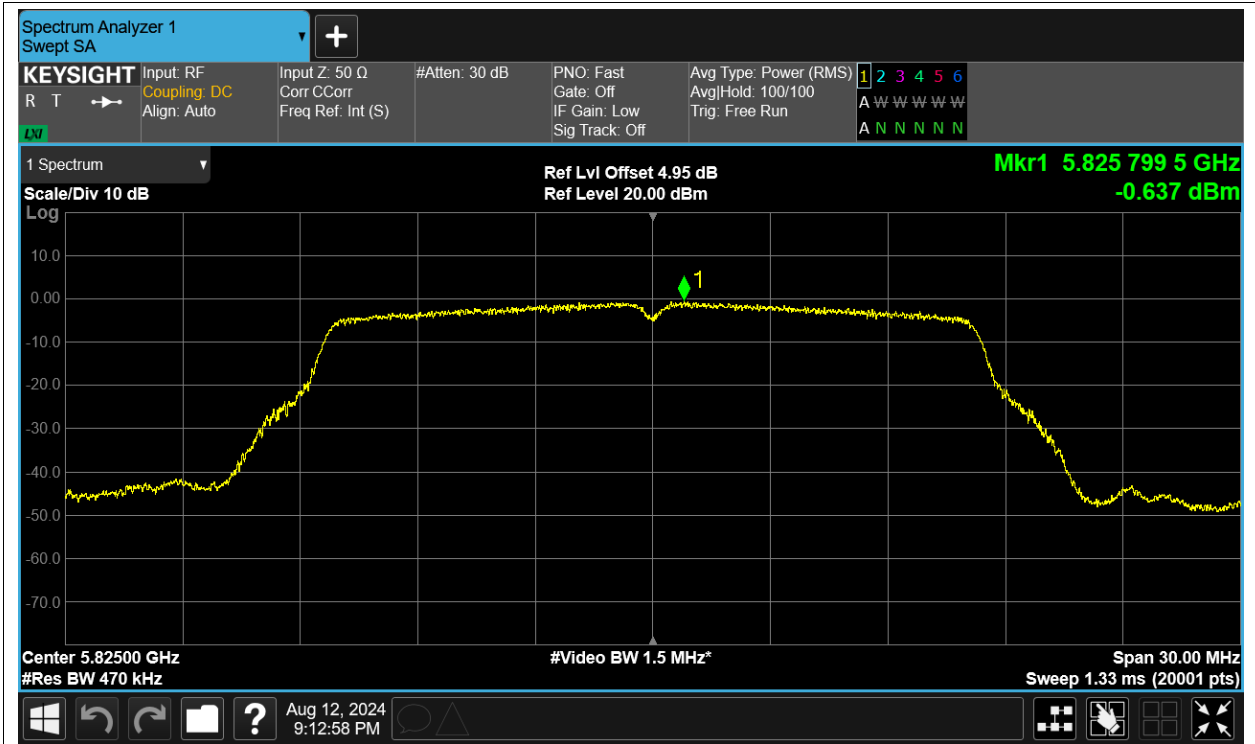 Spectrum Analyzer 1
Swept SA
KEYSIGHT
R T
LXI
Input: RF
Coupling: DC
Align: Auto
Input Z: 50 Ω
Corr CCorr
Freq Ref: Int (S)
#Atten: 30 dB
PNO: Fast
Gate: Off
IF Gain: Low
Sig Track: Off
Avg Type: Power (RMS)
Avg|Hold: 100/100
Trig: Free Run
1 2 3 4 5 6
A W W W W W
A N N N N N
1 Spectrum
Scale/Div 10 dB
Log
Ref Lvl Offset 4.95 dB
Ref Level 20.00 dBm
Mkr1 5.825 799 5 GHz
-0.637 dBm
1
10.0
0.00
-10.0
-20.0
-30.0
-40.0
-50.0
-60.0
-70.0
Center 5.82500 GHz
#Res BW 470 kHz
#Video BW 1.5 MHz*
Span 30.00 MHz
Sweep 1.33 ms (20001 pts)
?
Aug 12, 2024
9:12:58 PM